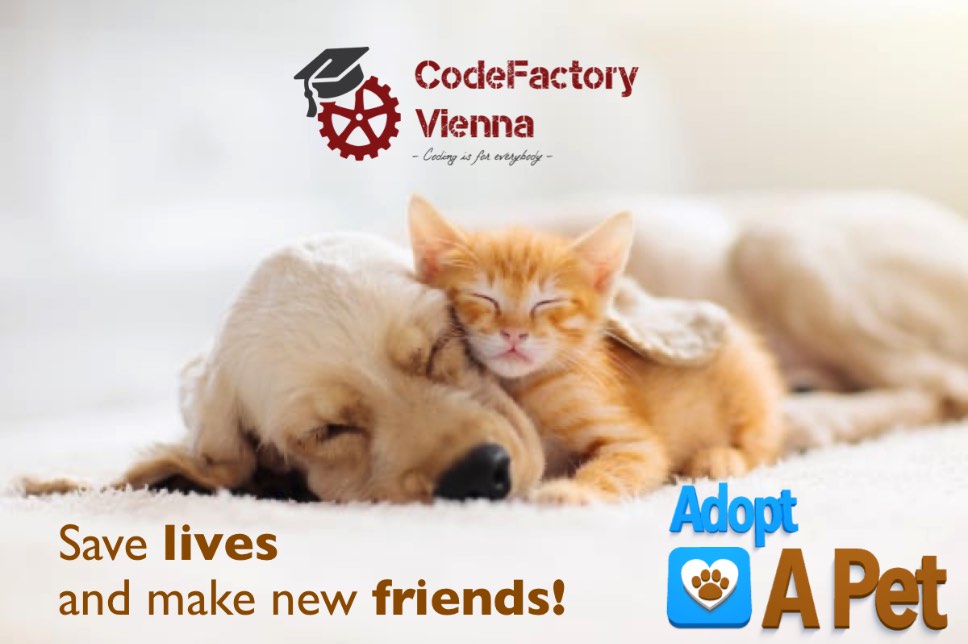 CodeFactory
Vienna
- Coding is for everybody -
Save lives
and make new friends!
Adopt
A Pet